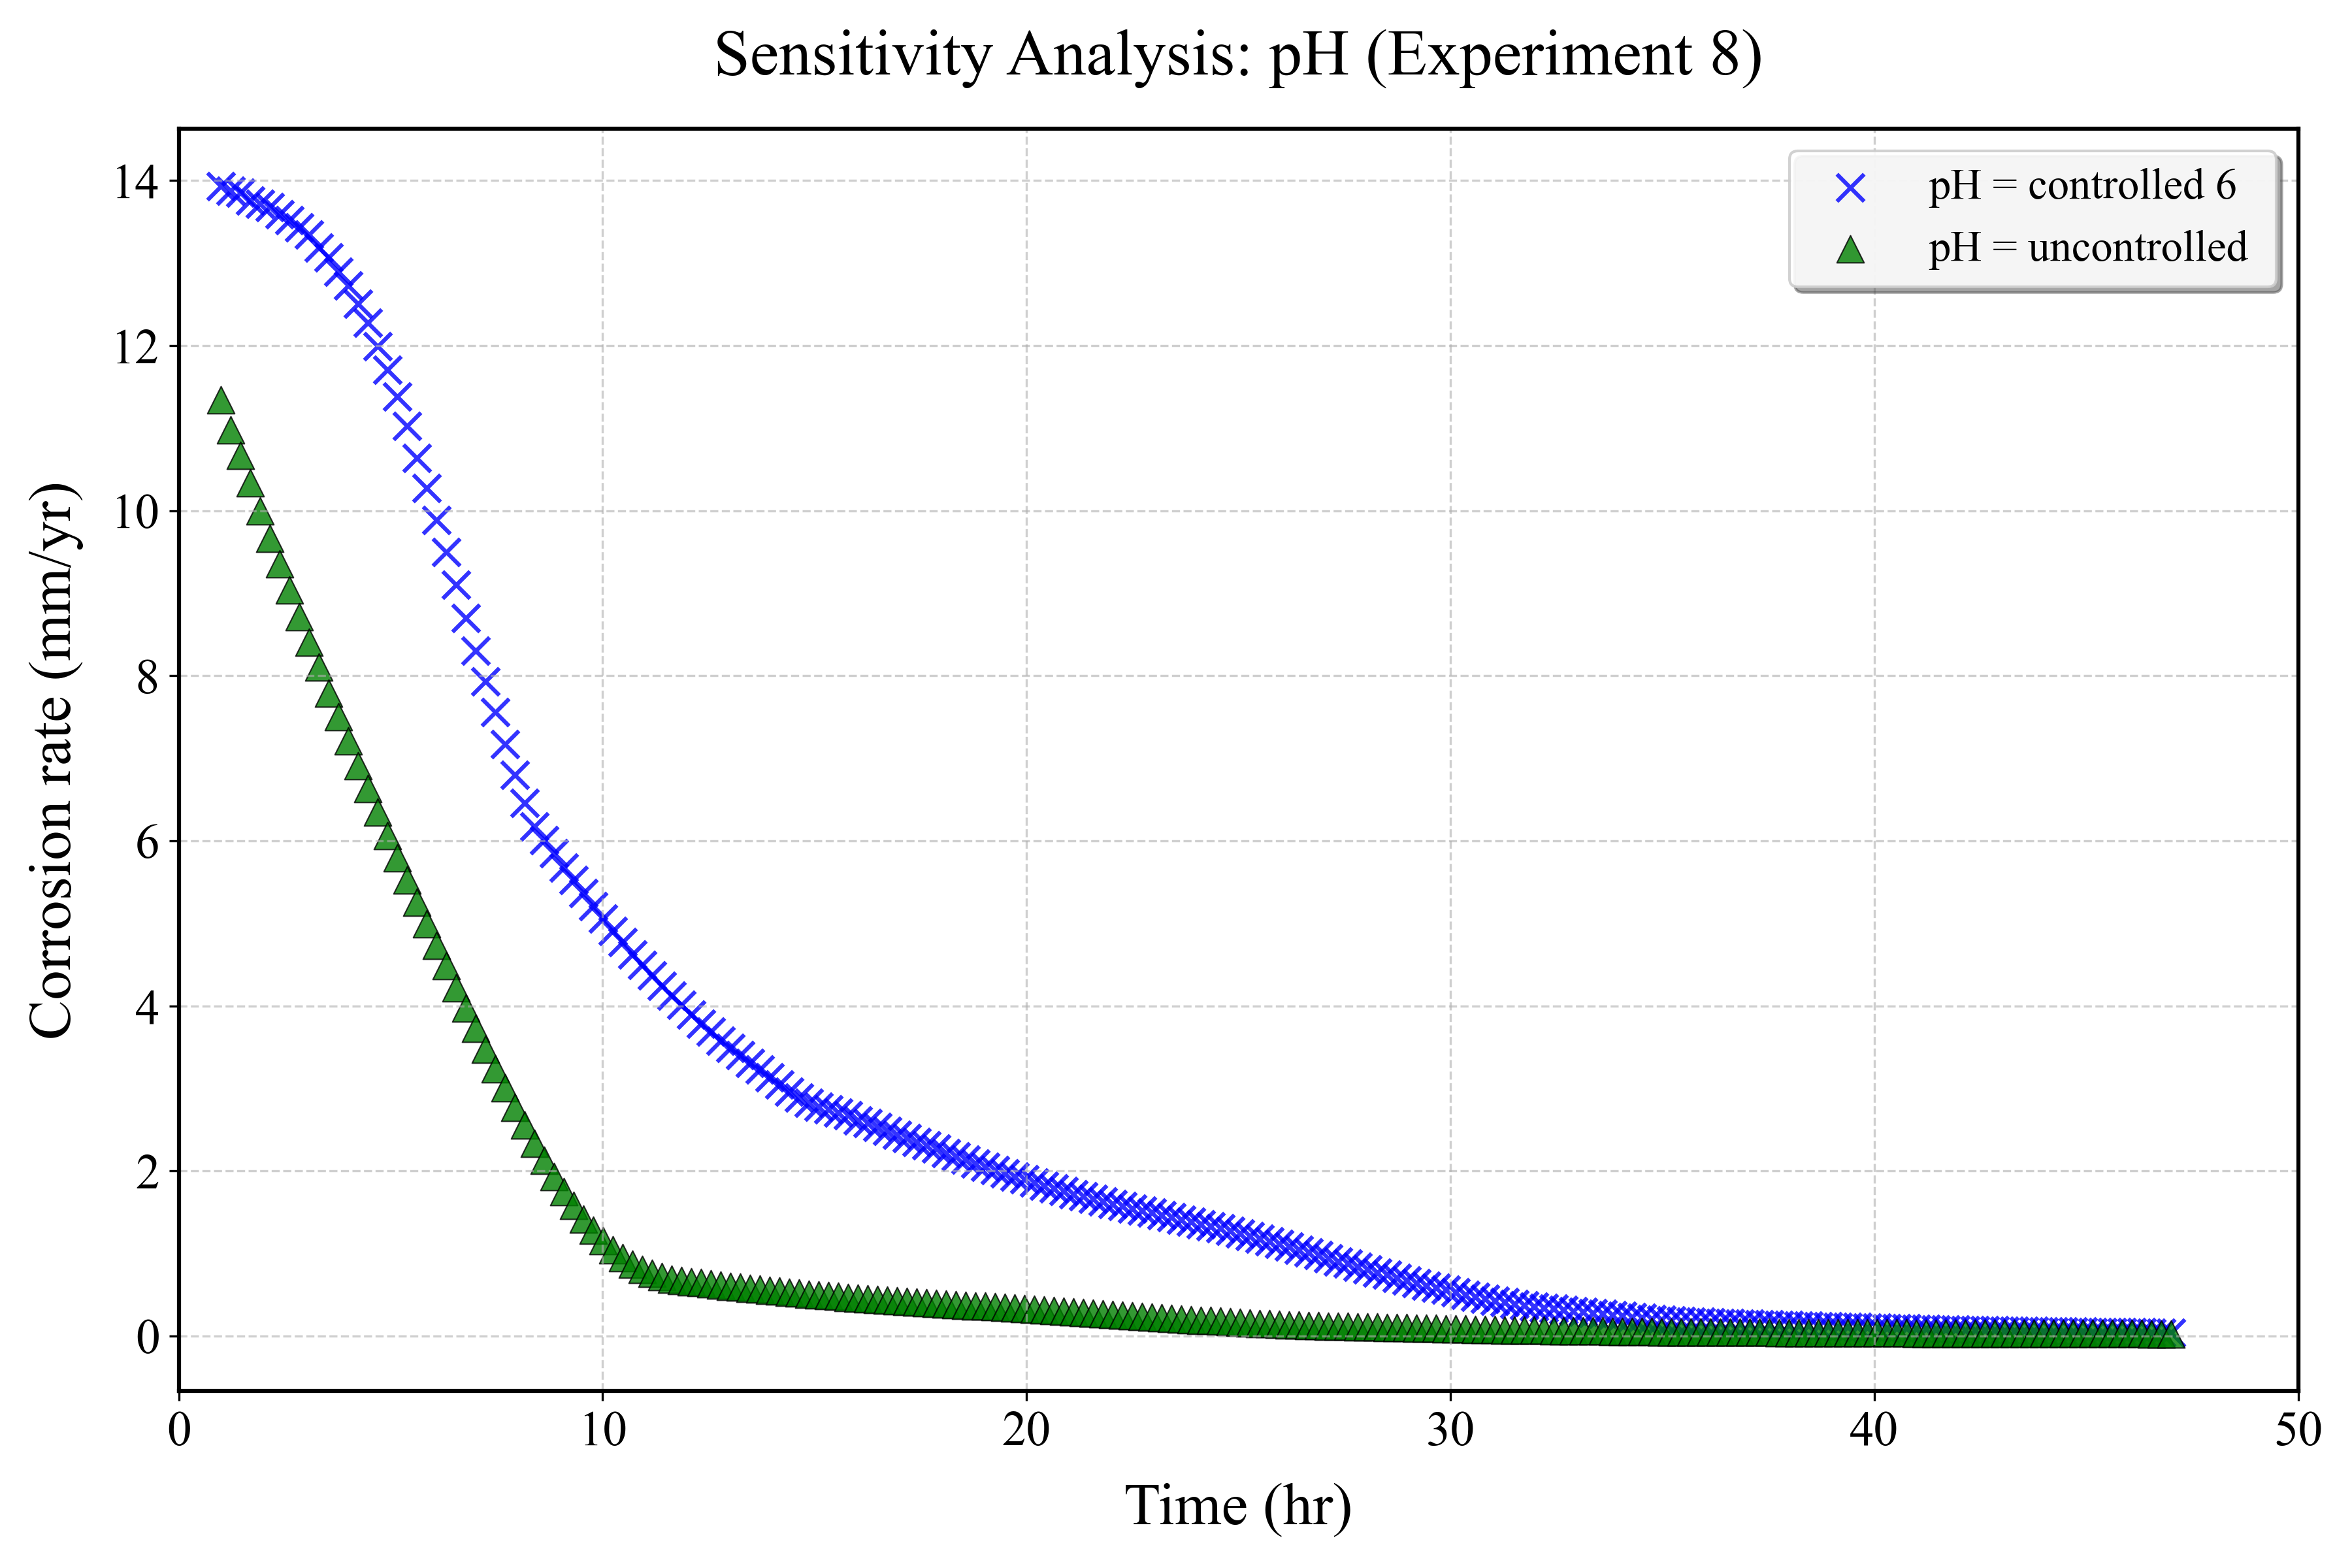 Sensitivity Analysis: pH (Experiment 8)
pH = controlled 6
pH = uncontrolled
Corrosion rate (mm/yr)
14
12
10
8
6
4
2
0
0 10 20 30 40 50
Time (hr)